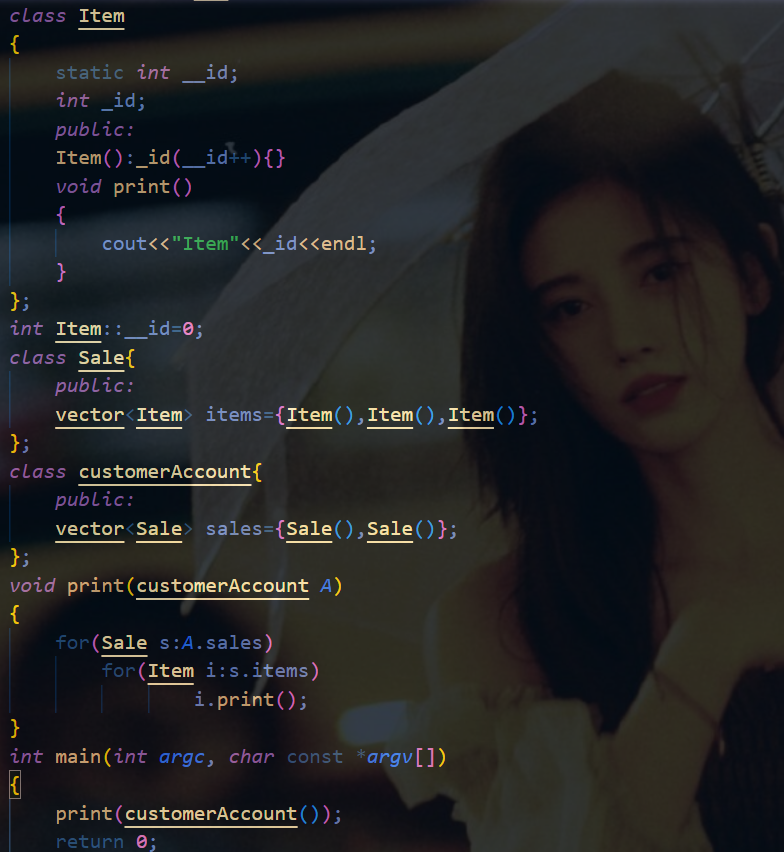 class Item
{
    static int __id;
    int _id;
    public:
    Item():_id(__id++){}
    void print()
    {
        cout<<"Item"<<_id<<endl;
    }
};
int Item::__id=0;
class Sale{
    public:
    vector<Item> items={Item(),Item(),Item()};
};
class customerAccount{
    public:
    vector<Sale> sales={Sale(),Sale()};
};
void print(customerAccount A)
{
    for(Sale s:A.sales)
        for(Item i:s.items)
                i.print();
}
int main(int argc, char const *argv[])
{
    print(customerAccount());
    return 0;